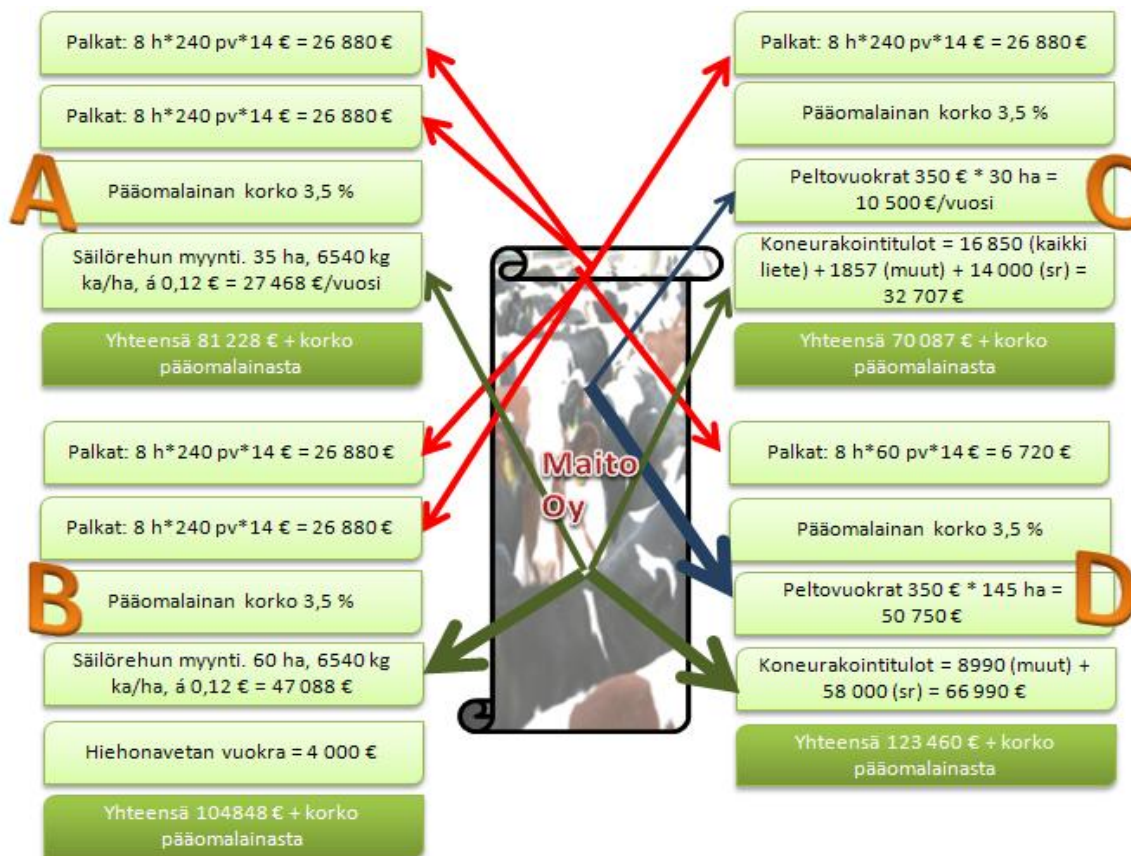 Palkat: 8 h*240 pv*14 € = 26 880 €
Palkat: 8 h*240 pv*14 € = 26 880 €
A
Pääomalainan korko 3,5 %
Säilörehun myynti. 35 ha, 6540 kg
ka/ha, á 0,12 € = 27 468 €/vuosi
Yhteensä 81 228 € + korko
pääomalainasta
Palkat: 8 h*240 pv*14 € = 26 880 €
Palkat: 8 h*240 pv*14 € = 26 880 €
B
Pääomalainan korko 3,5 %
Säilörehun myynti. 60 ha, 6540 kg
ka/ha, á 0,12 € = 47 088 €
Hiehonavetan vuokra = 4 000 €
Yhteensä 104848 € + korko
pääomalainasta
Maito
Oy
Palkat: 8 h*240 pv*14 € = 26 880 €
Pääomalainan korko 3,5 %
Peltovuokrat 350 € * 30 ha =
10 500 €/vuosi
C
Koneurakointitulot = 16 850 (kaikki
liete) + 1857 (muut) + 14 000 (sr) =
32 707 €
Yhteensä 70 087 € + korko
pääomalainasta
Palkat: 8 h*60 pv*14 € = 6 720 €
Pääomalainan korko 3,5 %
Peltovuokrat 350 € * 145 ha =
50 750 €
D
Koneurakointitulot = 8990 (muut) +
58 000 (sr) = 66 990 €
Yhteensä 123 460 € + korko
pääomalainasta